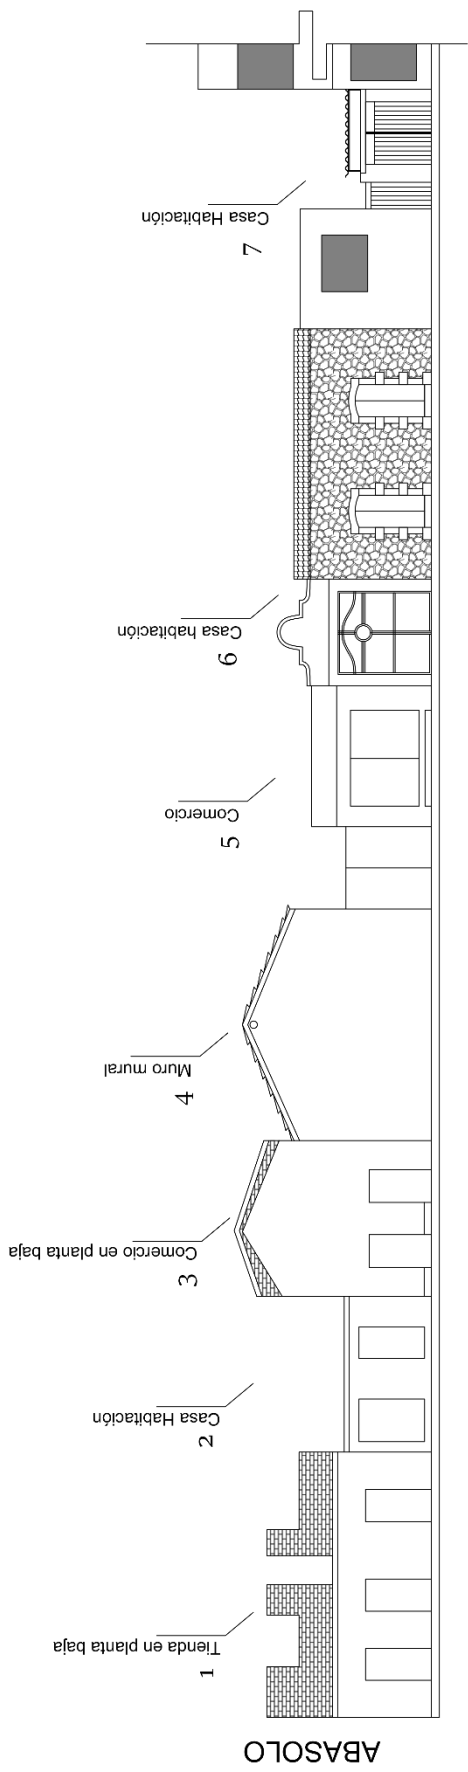 ABASOLO
1
Tienda en planta baja
2
Casa Habitación
3
Comercio en planta baja
4
Muro mural
5
Comercio
6
Casa habitación
7
Casa Habitación